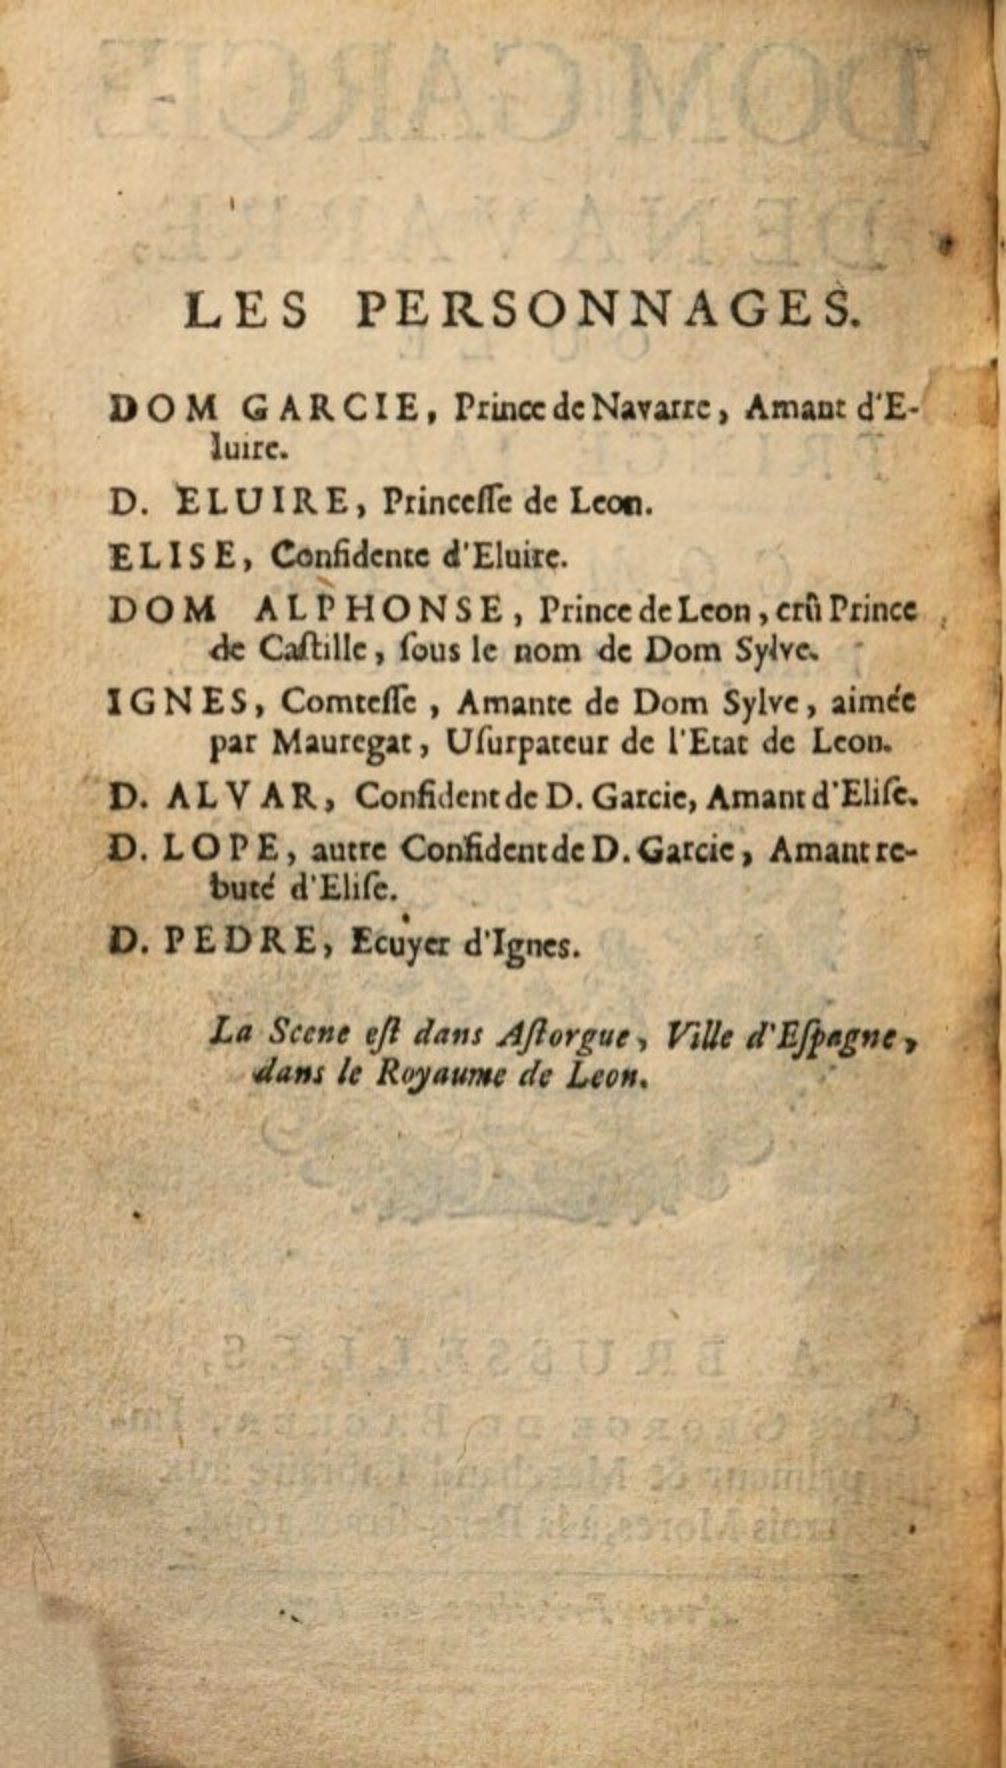 LES PERSONNAGES.
DOM GARCIE, Prince de Navarre, Amant d'E-
luire.
D. ELUIRE, Princeſſe de Leon.
ELISE, Confidente d'Eluire.
DOM ALPHONSE, Prince de Leon, crû Prince
de Caſtille, ſous le nom de Dom Sylve.
IGNES, Comteſſe, Amante de Dom Sylve, aimée
par Mauregat, Uſurpateur de l'Etat de Leon.
D. ALVAR, Confident de D. Garcie, Amant d'Eliſe.
D. LOPE, autre Confident de D. Garcie, Amant re-
buté d'Eliſe.
D. PEDRE, Ecuyer d'Ignes.
La Scene eſt dans Aſtorgue, Ville d'Eſpagne,
dans le Royaume de Leon.